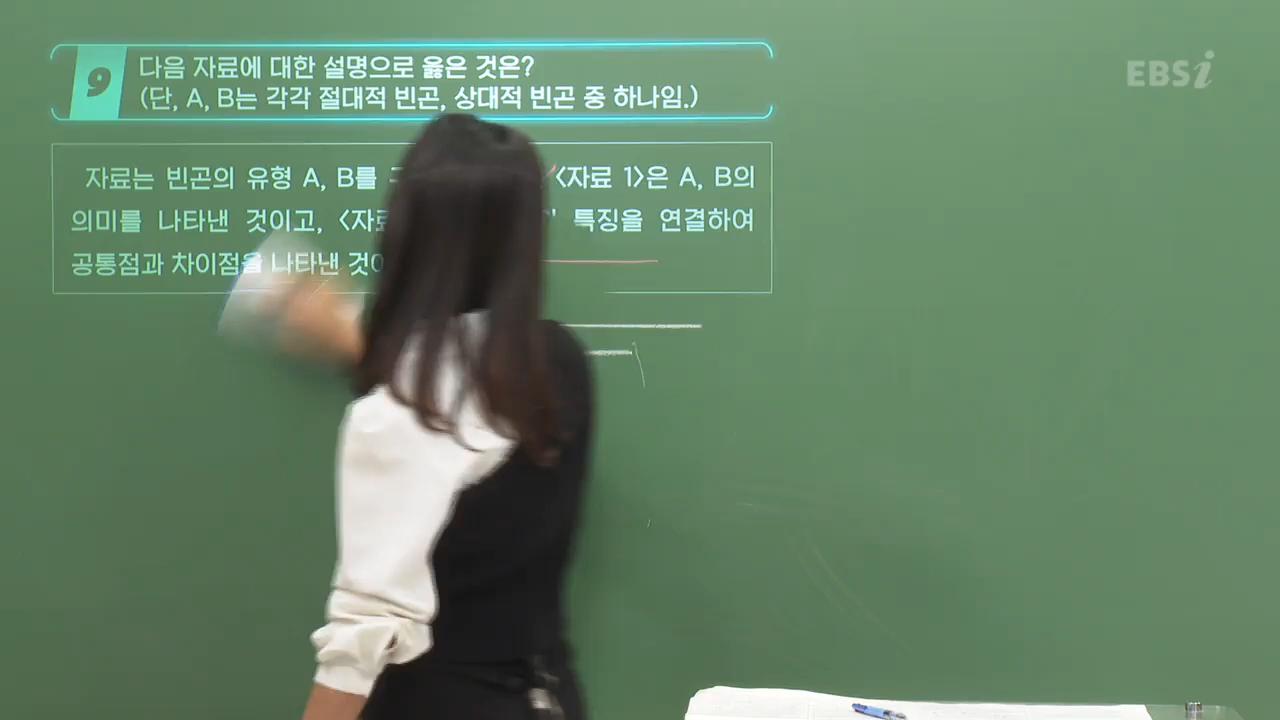 9 다음 자료에 대한 설명으로 옳은 것은?
(단, A, B는 각각 절대적 빈곤, 상대적 빈곤 중 하나임.)
EBSi
자료는 빈곤의 유형 A, B를 <자료 1>은 A, B의
의미를 나타낸 것이고, 특징을 연결하여
공통점과 차이점을 나타낸